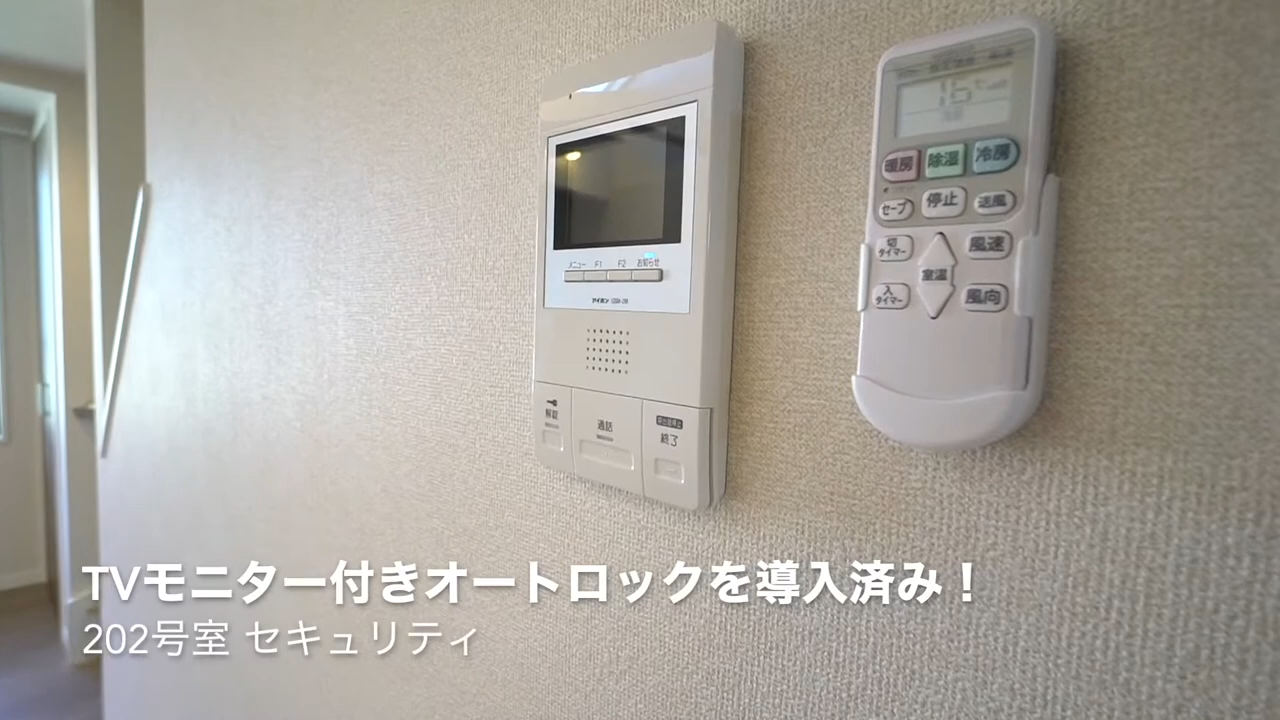 メニュー F1 F2 お知らせ
アイホン
解錠
通話
終了
暖房 除湿 冷房
セーブ 停止 送風
切タイマー
風速
室温
入タイマー
風向
TVモニター付きオートロックを導入済み！
202号室 セキュリティ